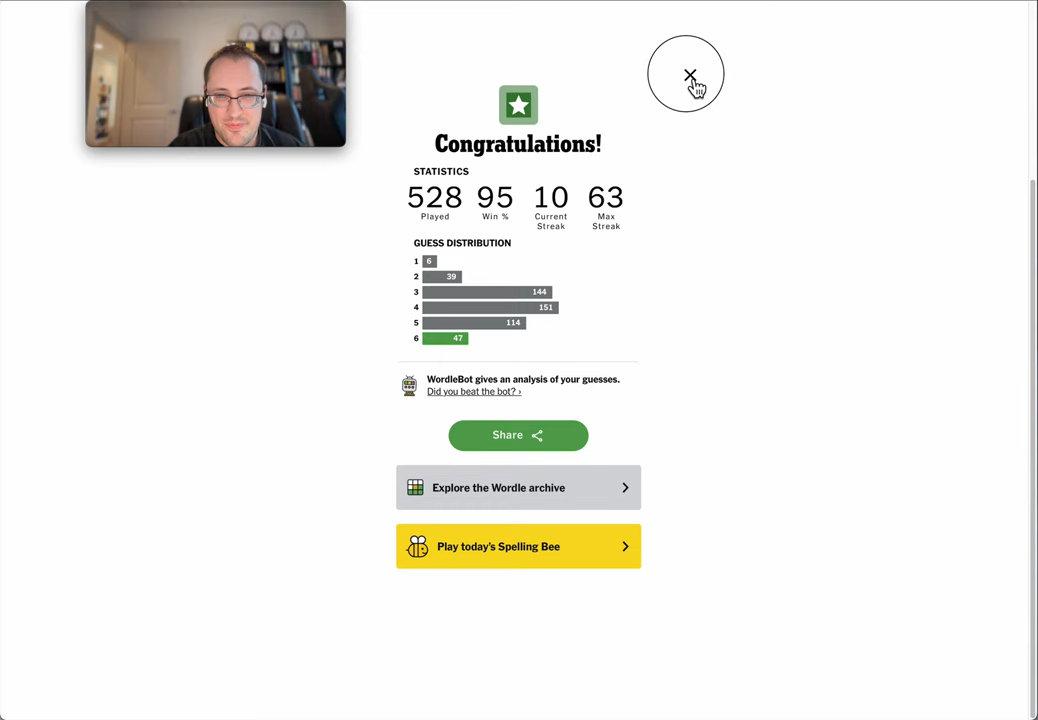 Congratulations!
STATISTICS
528 95 10 63
Played Win % Current Streak Max Streak
GUESS DISTRIBUTION
1 6
2 39
3 144
4 151
5 114
6 47
WordleBot gives an analysis of your guesses.
Did you beat the bot? ›
Share
Explore the Wordle archive
Play today's Spelling Bee